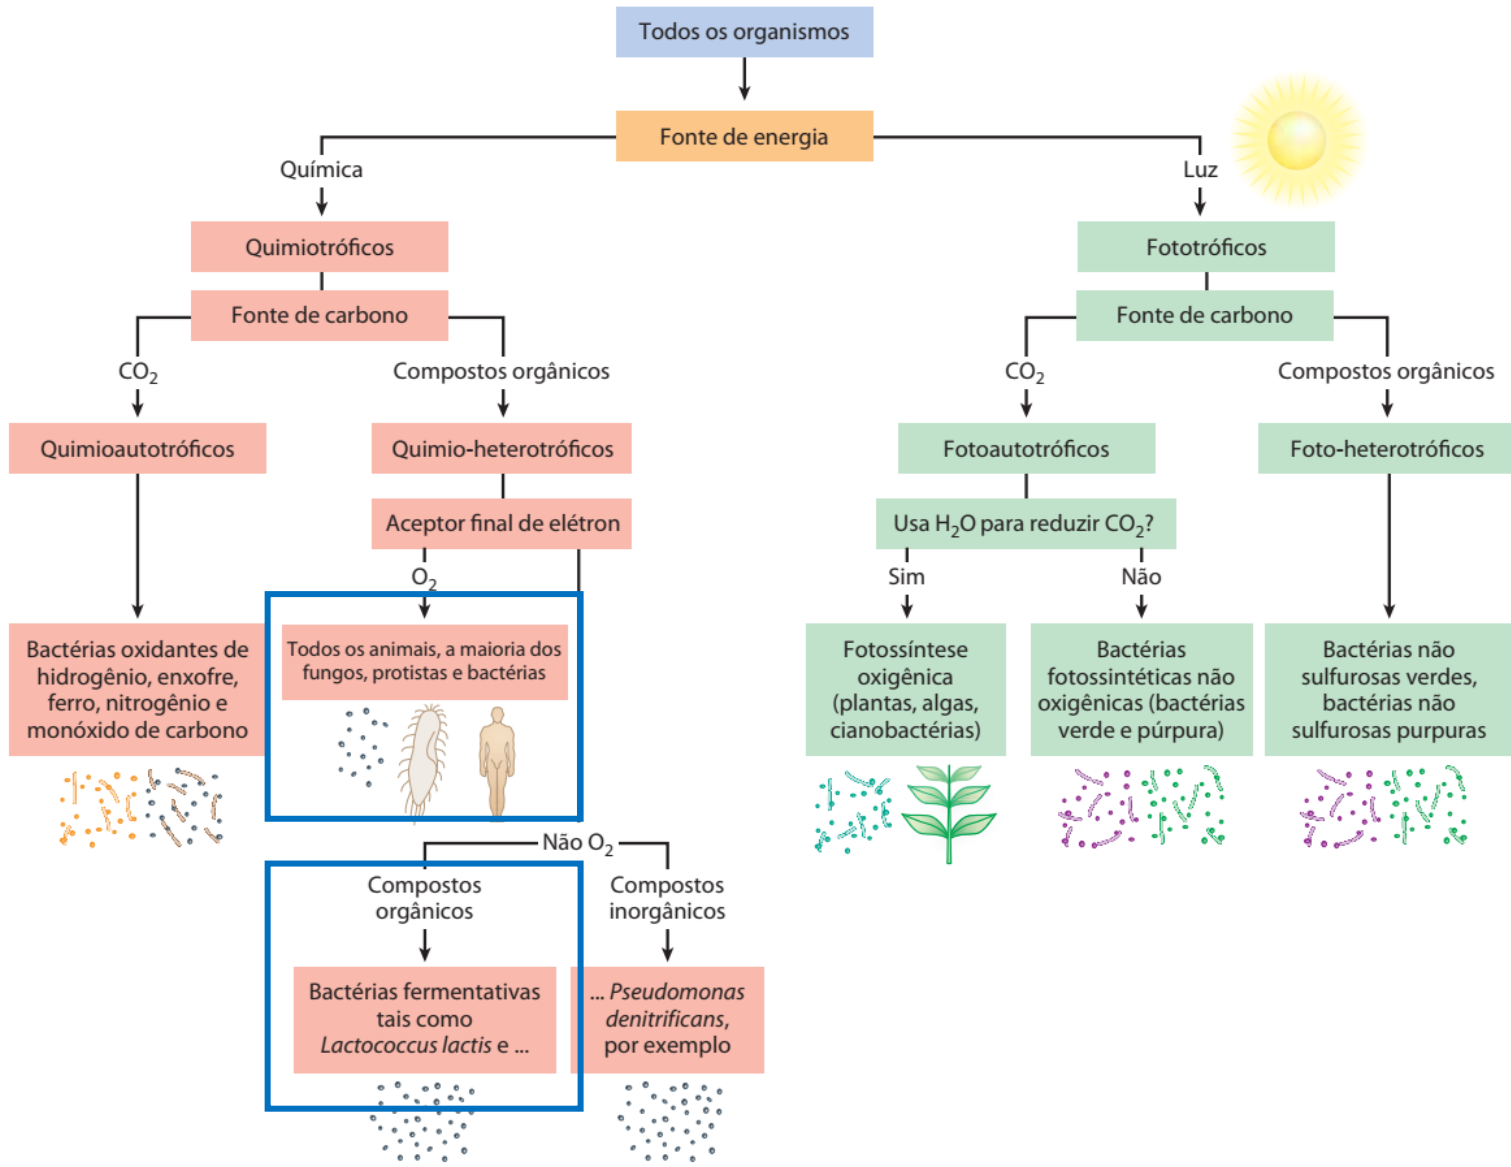 Todos os organismos
Fonte de energia
Química
Luz
Quimiotróficos
Fototróficos
Fonte de carbono
Fonte de carbono
CO2
Compostos orgânicos
CO2
Compostos orgânicos
Quimioautotróficos
Quimio-heterotróficos
Fotoautotróficos
Foto-heterotróficos
Aceptor final de elétron
Usa H2O para reduzir CO2?
O2
Sim
Não
Bactérias oxidantes de
hidrogênio, enxofre,
ferro, nitrogênio e
monóxido de carbono
Todos os animais, a maioria dos
fungos, protistas e bactérias
Fotossíntese
oxigênica
(plantas, algas,
cianobactérias)
Bactérias
fotossintéticas não
oxigênicas (bactérias
verde e púrpura)
Bactérias não
sulfurosas verdes,
bactérias não
sulfurosas purpuras
Não O2
Compostos
orgânicos
Compostos
inorgânicos
Bactérias fermentativas
tais como
Lactococcus lactis e ...
... Pseudomonas
denitrificans,
por exemplo